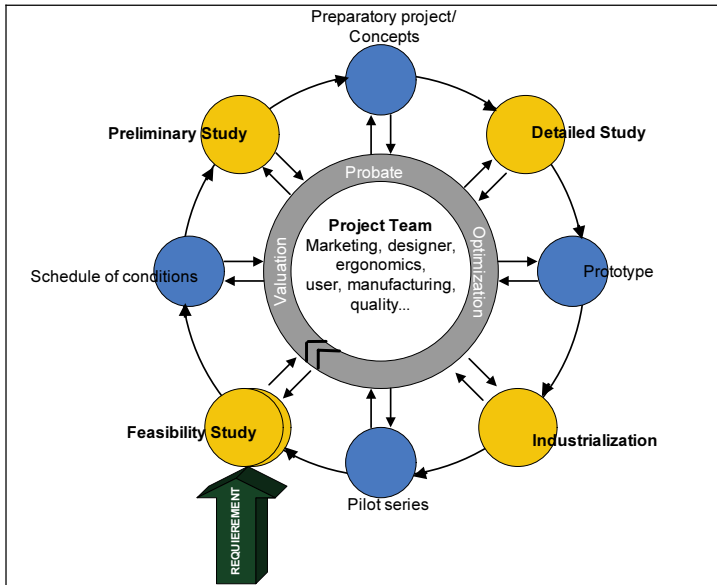 Preparatory project/
Concepts
Preliminary Study
Detailed Study
Probate
Project Team
Marketing, designer,
ergonomics,
user, manufacturing,
quality...
Valuation
Optimization
Schedule of conditions
Prototype
Feasibility Study
Industrialization
Pilot series
REQUIEREMENT